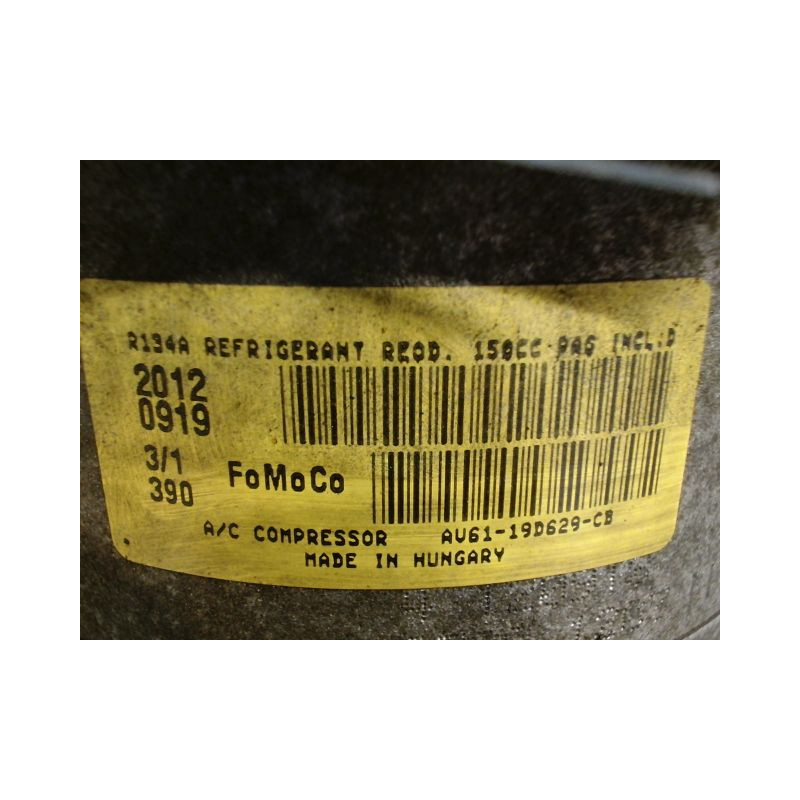 R134A REFRIGERANT REQD. 150CC PAG INCL.D
2012
0919
3/1
390
FoMoCo
A/C COMPRESSOR AV61-19D629-CB
MADE IN HUNGARY